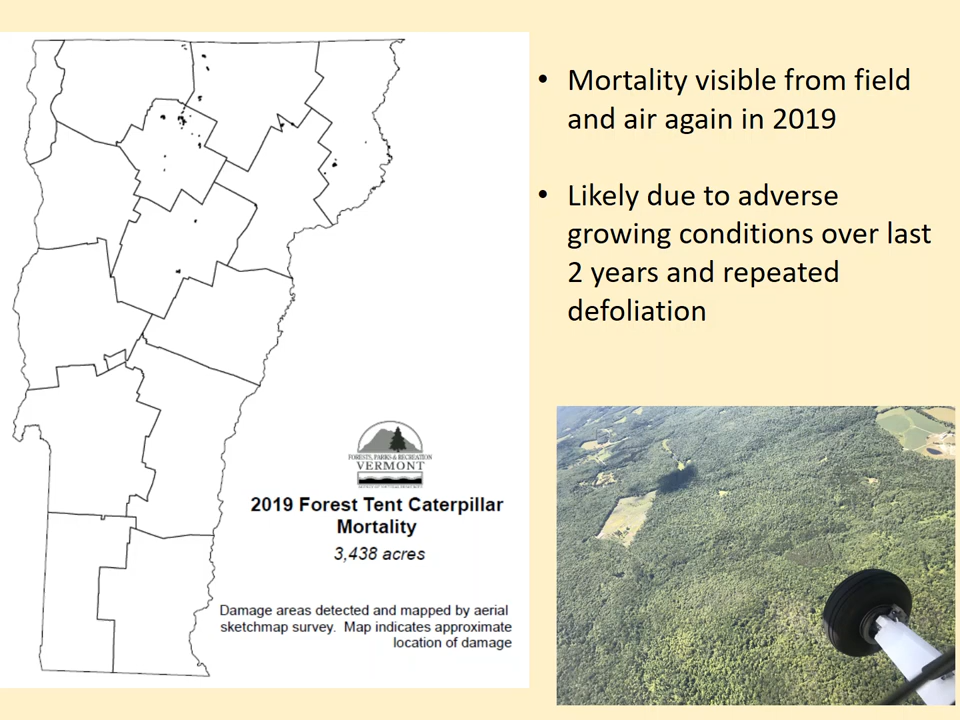 • Mortality visible from field
and air again in 2019
• Likely due to adverse
growing conditions over last
2 years and repeated
defoliation
FORESTS, PARKS & RECREATION
VERMONT
2019 Forest Tent Caterpillar
Mortality
3,438 acres
Damage areas detected and mapped by aerial
sketchmap survey. Map indicates approximate
location of damage